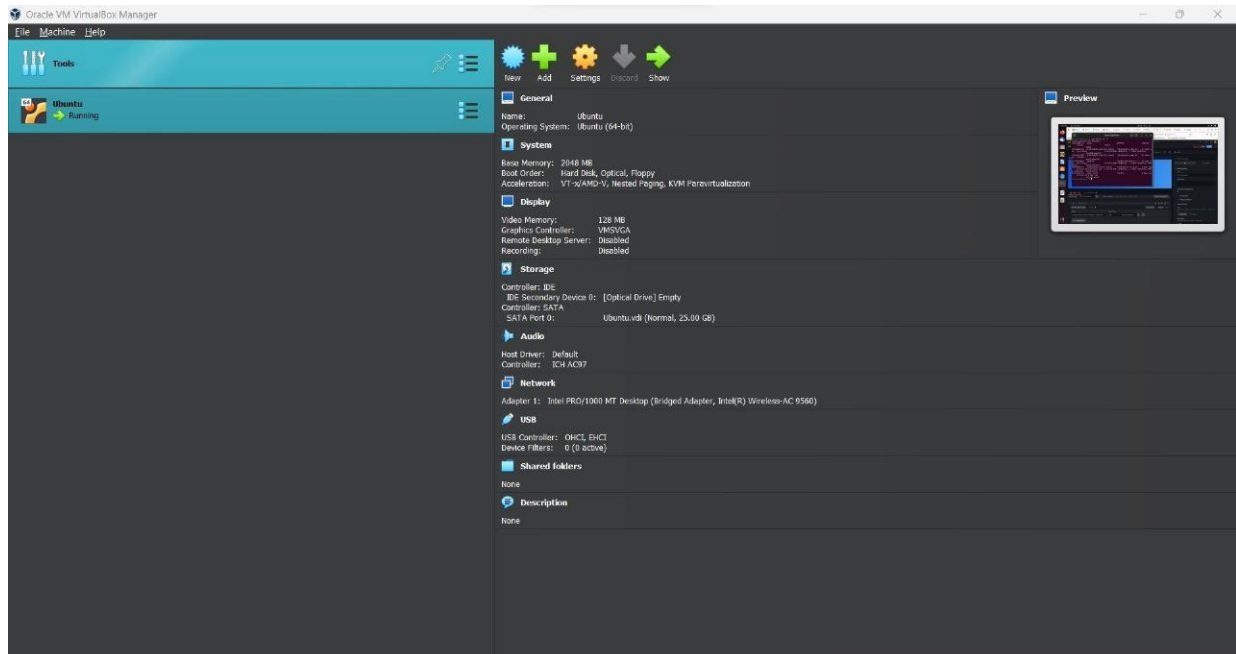 Oracle VM VirtualBox Manager
File Machine Help
Tools
New Add Settings Discard Show
64
Ubuntu
Running
General
Name: Ubuntu
Operating System: Ubuntu (64-bit)
System
Base Memory: 2048 MB
Boot Order: Hard Disk, Optical, Floppy
Acceleration: VT-x/AMD-V, Nested Paging, KVM Paravirtualization
Display
Video Memory: 128 MB
Graphics Controller: VMSVGA
Remote Desktop Server: Disabled
Recording: Disabled
Storage
Controller: IDE
IDE Secondary Device 0: [Optical Drive] Empty
Controller: SATA
SATA Port 0: Ubuntu.vdi (Normal, 25.00 GB)
Audio
Host Driver: Default
Controller: ICH AC97
Network
Adapter 1: Intel PRO/1000 MT Desktop (Bridged Adapter, Intel(R) Wireless-AC 9560)
USB
USB Controller: OHCI, EHCI
Device Filters: 0 (0 active)
Shared folders
None
Description
None
Preview